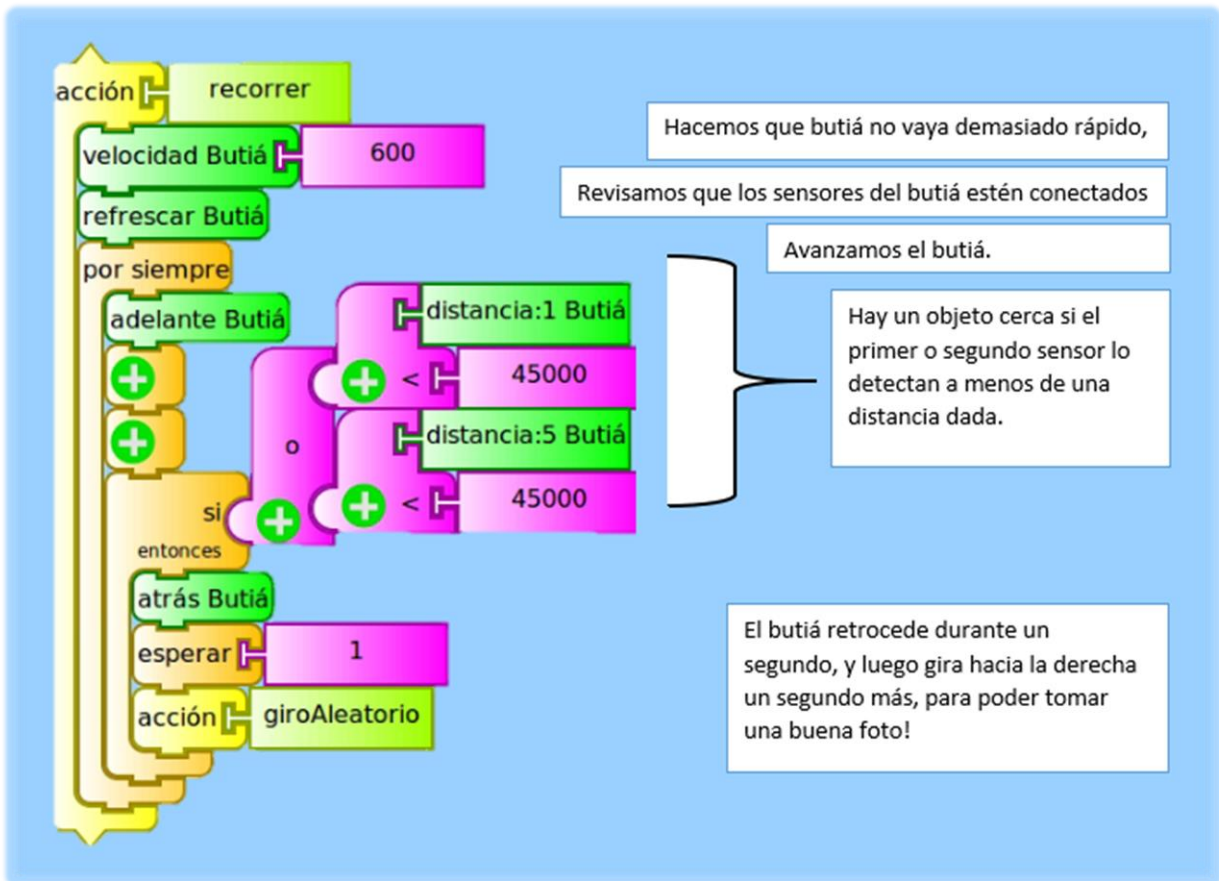 acción recorrer
velocidad Butiá 600
refrescar Butiá
por siempre
adelante Butiá
distancia:1 Butiá
< 45000
o
distancia:5 Butiá
< 45000
si
entonces
atrás Butiá
esperar 1
acción giroAleatorio
Hacemos que butiá no vaya demasiado rápido,
Revisamos que los sensores del butiá estén conectados
Avanzamos el butiá.
Hay un objeto cerca si el
primer o segundo sensor lo
detectan a menos de una
distancia dada.
El butiá retrocede durante un
segundo, y luego gira hacia la derecha
un segundo más, para poder tomar
una buena foto!